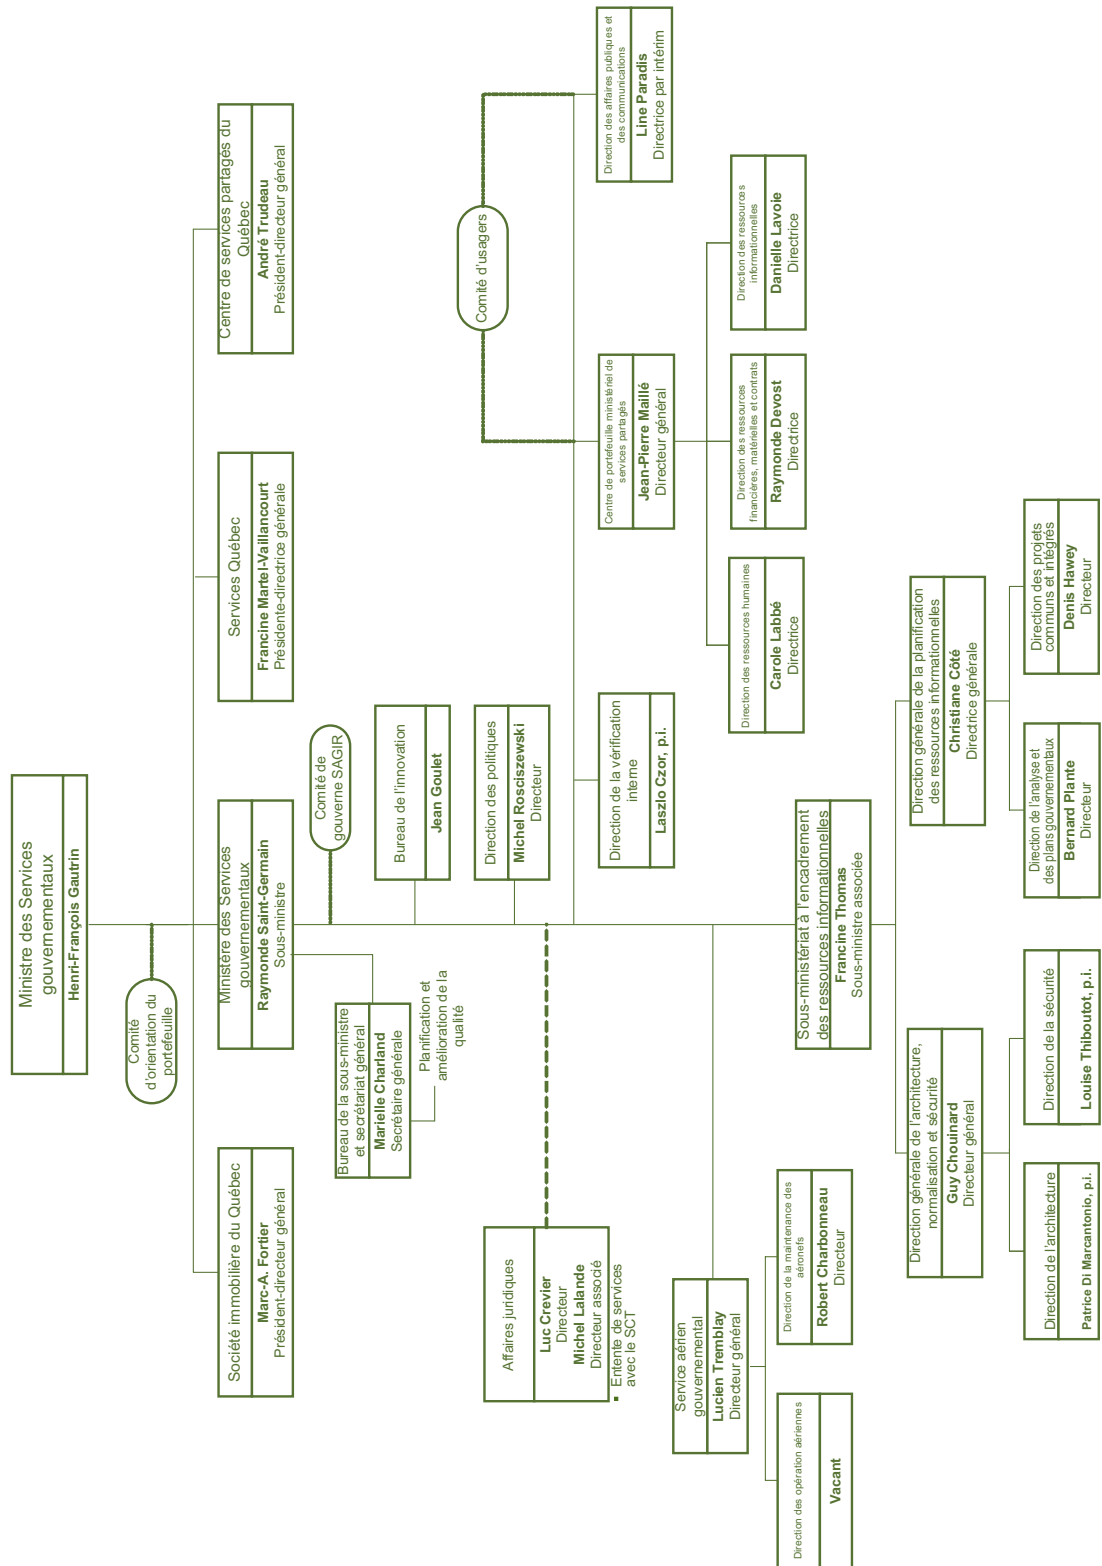 Ministre des Services
gouvernementaux
Henri-François Gautrin
Comité
d'orientation du
portefeuille
Société immobilière du Québec
Marc-A. Fortier
Président-directeur général
Ministère des Services
gouvernementaux
Raymonde Saint-Germain
Sous-ministre
Services Québec
Francine Martel-Vaillancourt
Présidente-directrice générale
Centre de services partagés du
Québec
André Trudeau
Président-directeur général
Comité de
gouverne SAGIR
Bureau de la sous-ministre
et secrétariat général
Marielle Charland
Secrétaire générale
Planification et
amélioration de la
qualité
Bureau de l'innovation
Jean Goulet
Direction des politiques
Michel Rosciszewski
Directeur
Comité d'usagers
Affaires juridiques
Luc Crevier
Directeur
Michel Lalande
Directeur associé
▪ Entente de services
avec le SCT
Direction de la vérification
interne
Laszlo Czor, p.i.
Centre de portefeuille ministériel de
services partagés
Jean-Pierre Maillé
Directeur général
Direction des affaires publiques et
des communications
Line Paradis
Directrice par intérim
Direction des ressources humaines
Carole Labbé
Directrice
Direction des ressources
financières, matérielles et contrats
Raymonde Devost
Directrice
Direction des ressources
informationnelles
Danielle Lavoie
Directrice
Service aérien
gouvernemental
Lucien Tremblay
Directeur général
Direction des opération aériennes
Vacant
Direction de la maintenance des
aéronefs
Robert Charbonneau
Directeur
Sous-ministériat à l'encadrement
des ressources informationnelles
Francine Thomas
Sous-ministre associée
Direction générale de l'architecture,
normalisation et sécurité
Guy Chouinard
Directeur général
Direction générale de la planification
des ressources informationnelles
Christiane Côté
Directrice générale
Direction de l'architecture
Patrice Di Marcantonio, p.i.
Direction de la sécurité
Louise Thiboutot, p.i.
Direction de l'analyse et
des plans gouvernementaux
Bernard Plante
Directeur
Direction des projets
communs et intégrés
Denis Hawey
Directeur